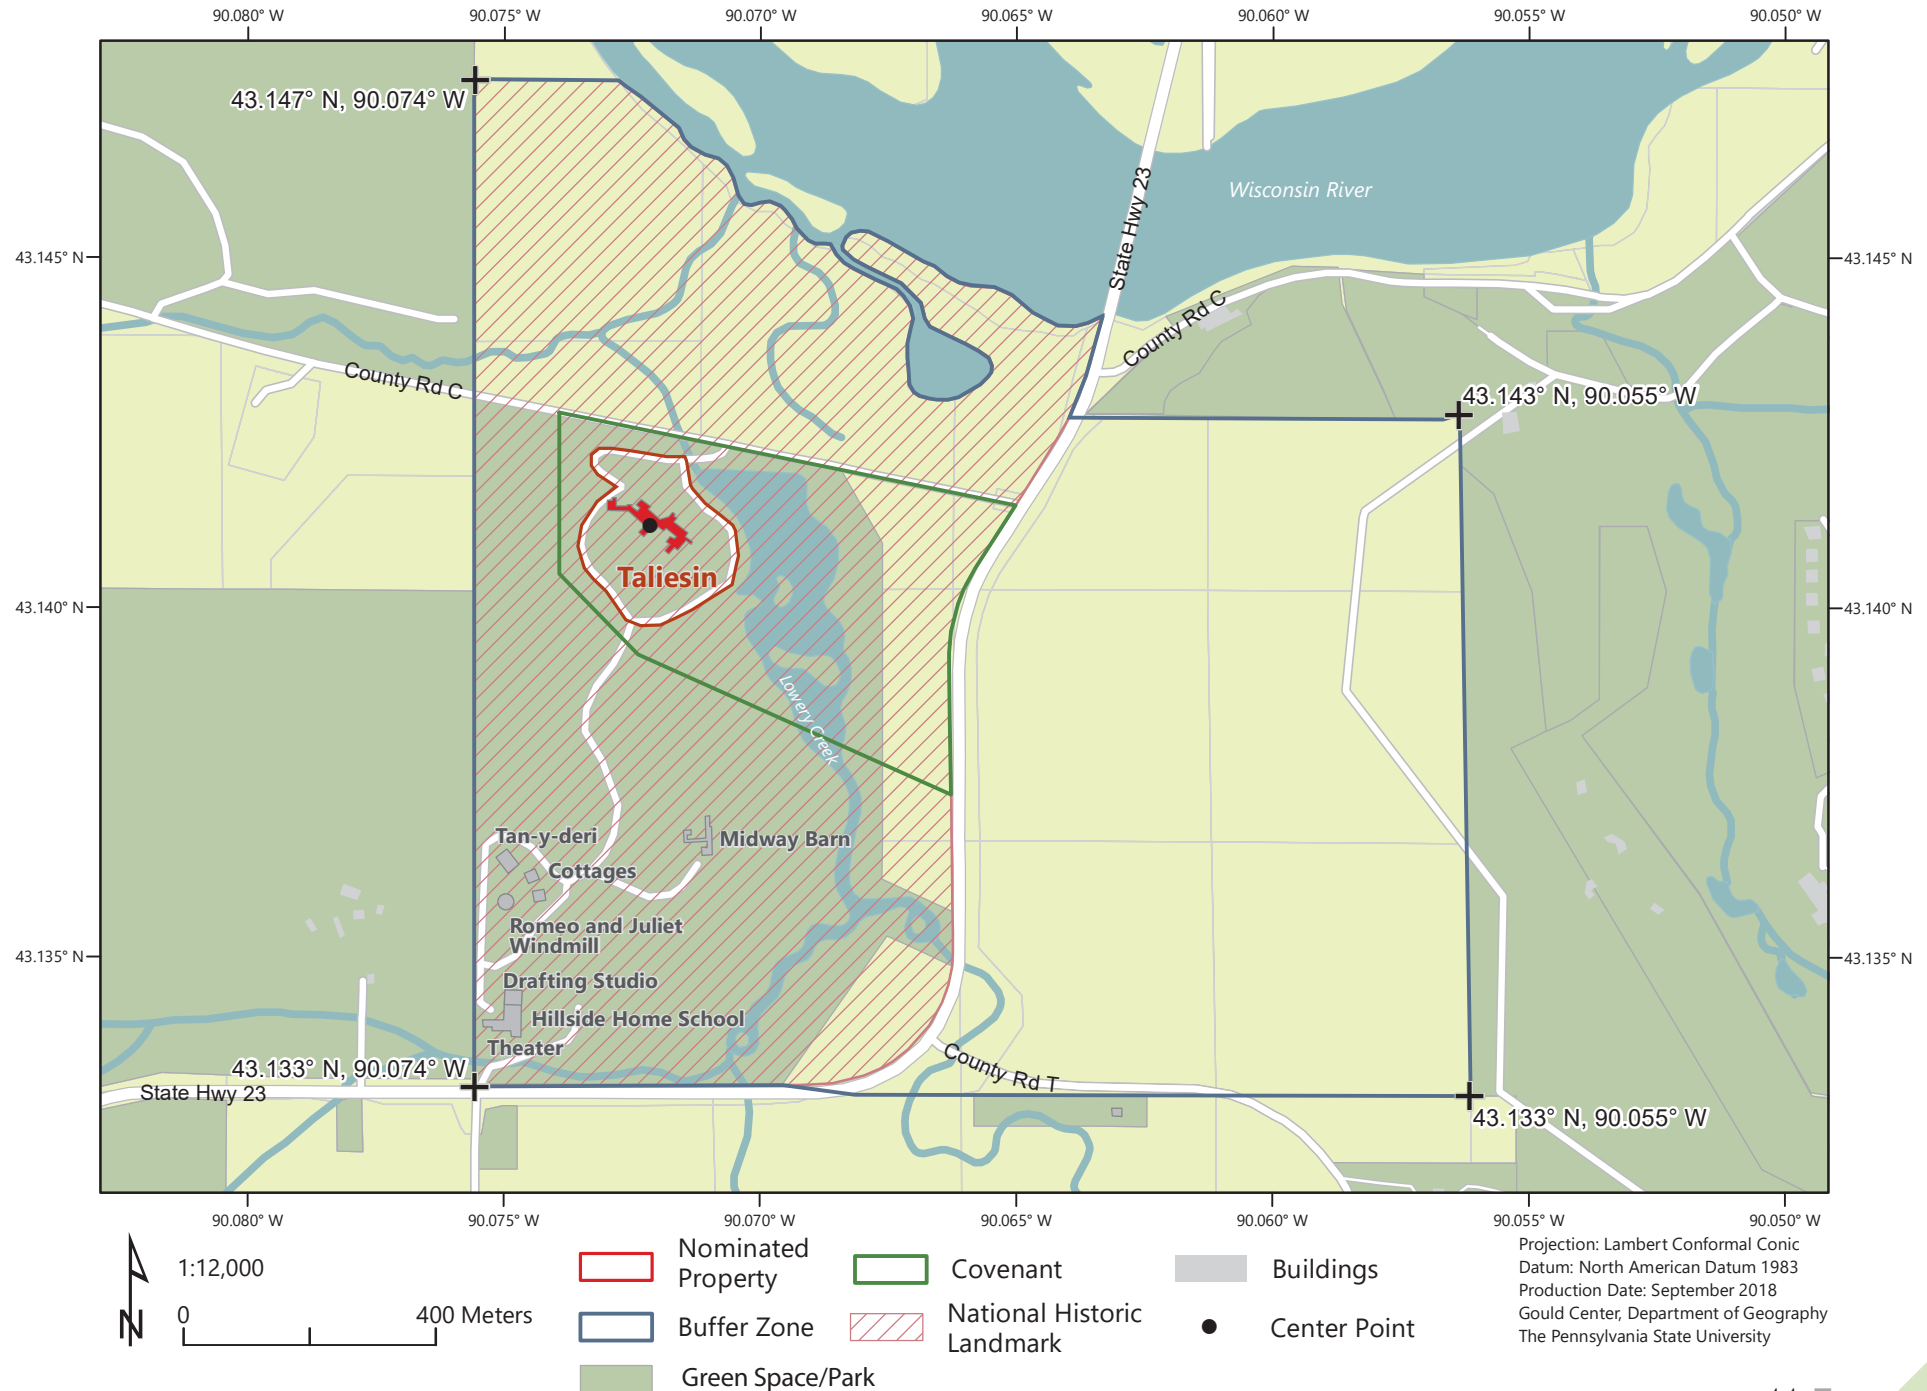 90.080° W
90.075° W
90.070° W
90.065° W
90.060° W
90.055° W
90.050° W
43.147° N, 90.074° W
Wisconsin River
State Hwy 23
43.145° N
43.145° N
County Rd C
County Rd C
43.143° N, 90.055° W
Taliesin
43.140° N
43.140° N
Lowery Creek
Tan-y-deri
Midway Barn
Cottages
Romeo and Juliet
Windmill
43.135° N
43.135° N
Drafting Studio
Hillside Home School
Theater
43.133° N, 90.074° W
County Rd T
State Hwy 23
43.133° N, 90.055° W
90.080° W
90.075° W
90.070° W
90.065° W
90.060° W
90.055° W
90.050° W
N
1:12,000
0
400 Meters
Nominated
Property
Buffer Zone
Green Space/Park
Covenant
National Historic
Landmark
Buildings
Center Point
Projection: Lambert Conformal Conic
Datum: North American Datum 1983
Production Date: September 2018
Gould Center, Department of Geography
The Pennsylvania State University